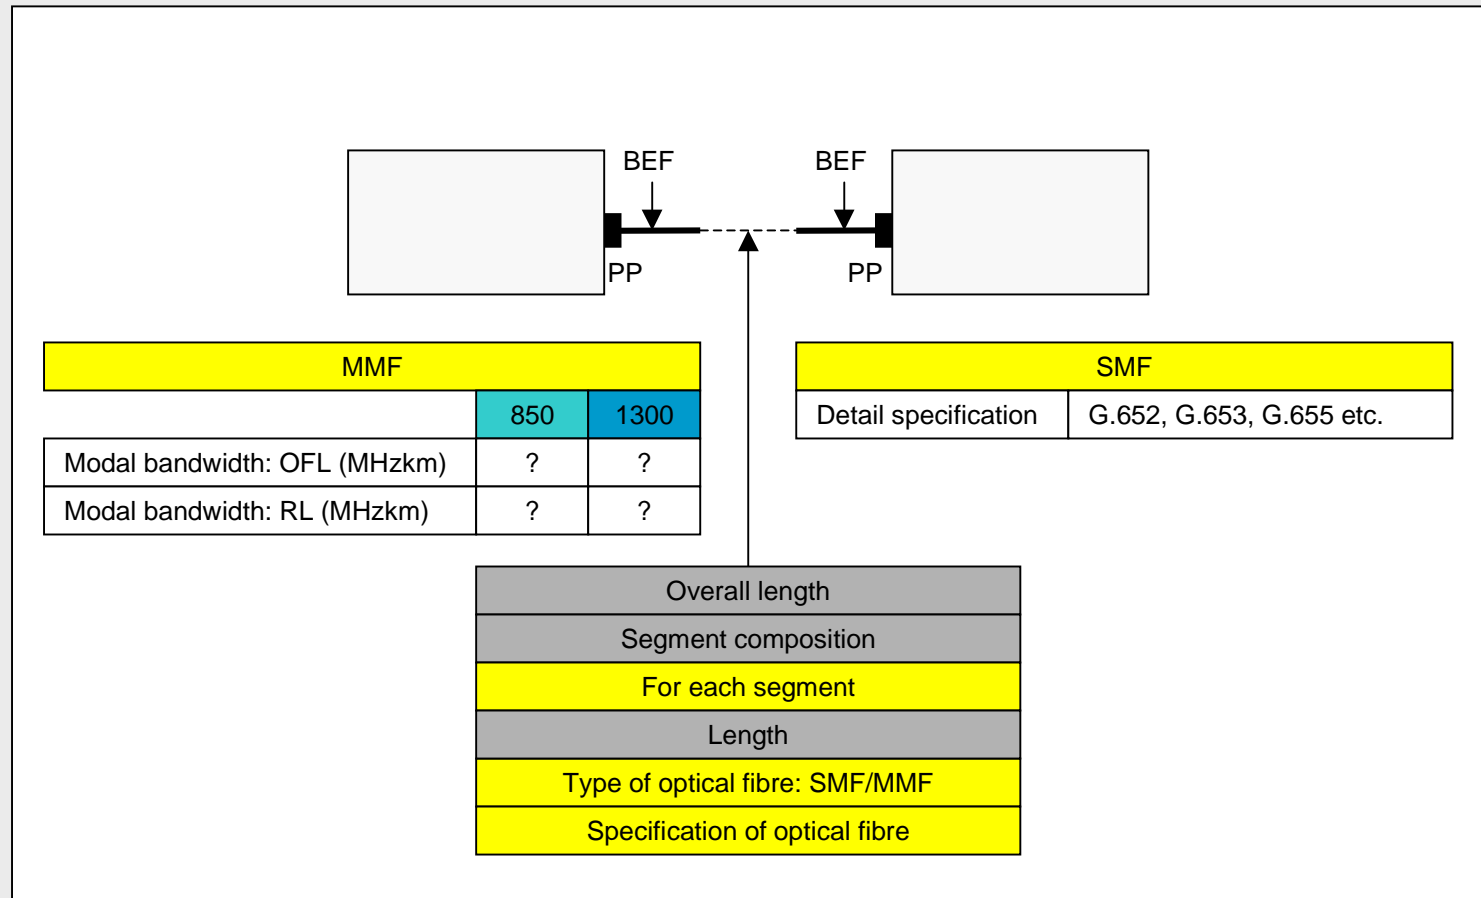 BEF BEF
PP PP
MMF
850 1300
Modal bandwidth: OFL (MHzkm) ? ?
Modal bandwidth: RL (MHzkm) ? ?
SMF
Detail specification G.652, G.653, G.655 etc.
Overall length
Segment composition
For each segment
Length
Type of optical fibre: SMF/MMF
Specification of optical fibre